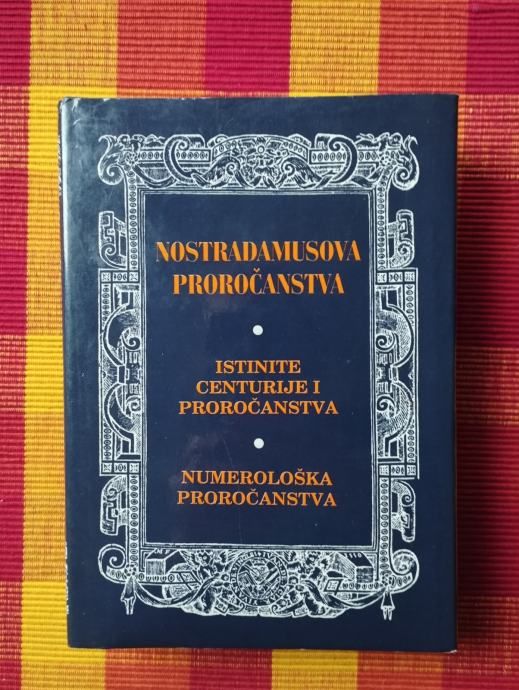 NOSTRADAMUSOVA
PROROČANSTVA
ISTINITE
CENTURIJE I
PROROČANSTVA
NUMEROLOŠKA
PROROČANSTVA